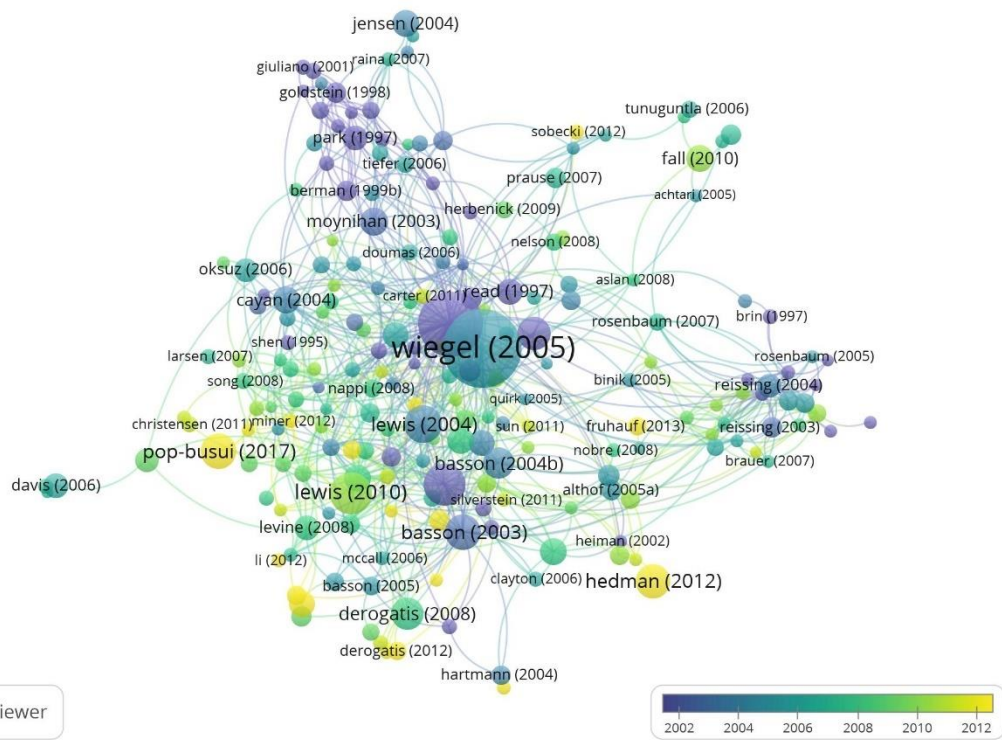 jensen (2004)
raina (2007)
giuliano (2001)
goldstein (1998)
tunuguntla (2006)
park (1997)
sobecki (2012)
tiefer (2006)
fall (2010)
prause (2007)
berman (1999b)
achtari (2005)
herbenick (2009)
moynihan (2003)
nelson (2008)
doumas (2006)
oksuz (2006)
aslan (2008)
carter (2011)
read (1997)
cayan (2004)
brin (1997)
rosenbaum (2007)
shen (1995)
wiegel (2005)
larsen (2007)
rosenbaum (2005)
song (2008)
nappi (2008)
binik (2005)
reissing (2004)
quirk (2005)
christensen (2011)
miner (2012)
lewis (2004)
sun (2011)
fruhauf (2013)
reissing (2003)
pop-busui (2017)
nobre (2008)
basson (2004b)
brauer (2007)
davis (2006)
lewis (2010)
althof (2005a)
silverstein (2011)
levine (2008)
basson (2003)
heiman (2002)
li (2012)
mccall (2006)
clayton (2006)
hedman (2012)
basson (2005)
derogatis (2008)
derogatis (2012)
hartmann (2004)
iewer
2002 2004 2006 2008 2010 2012